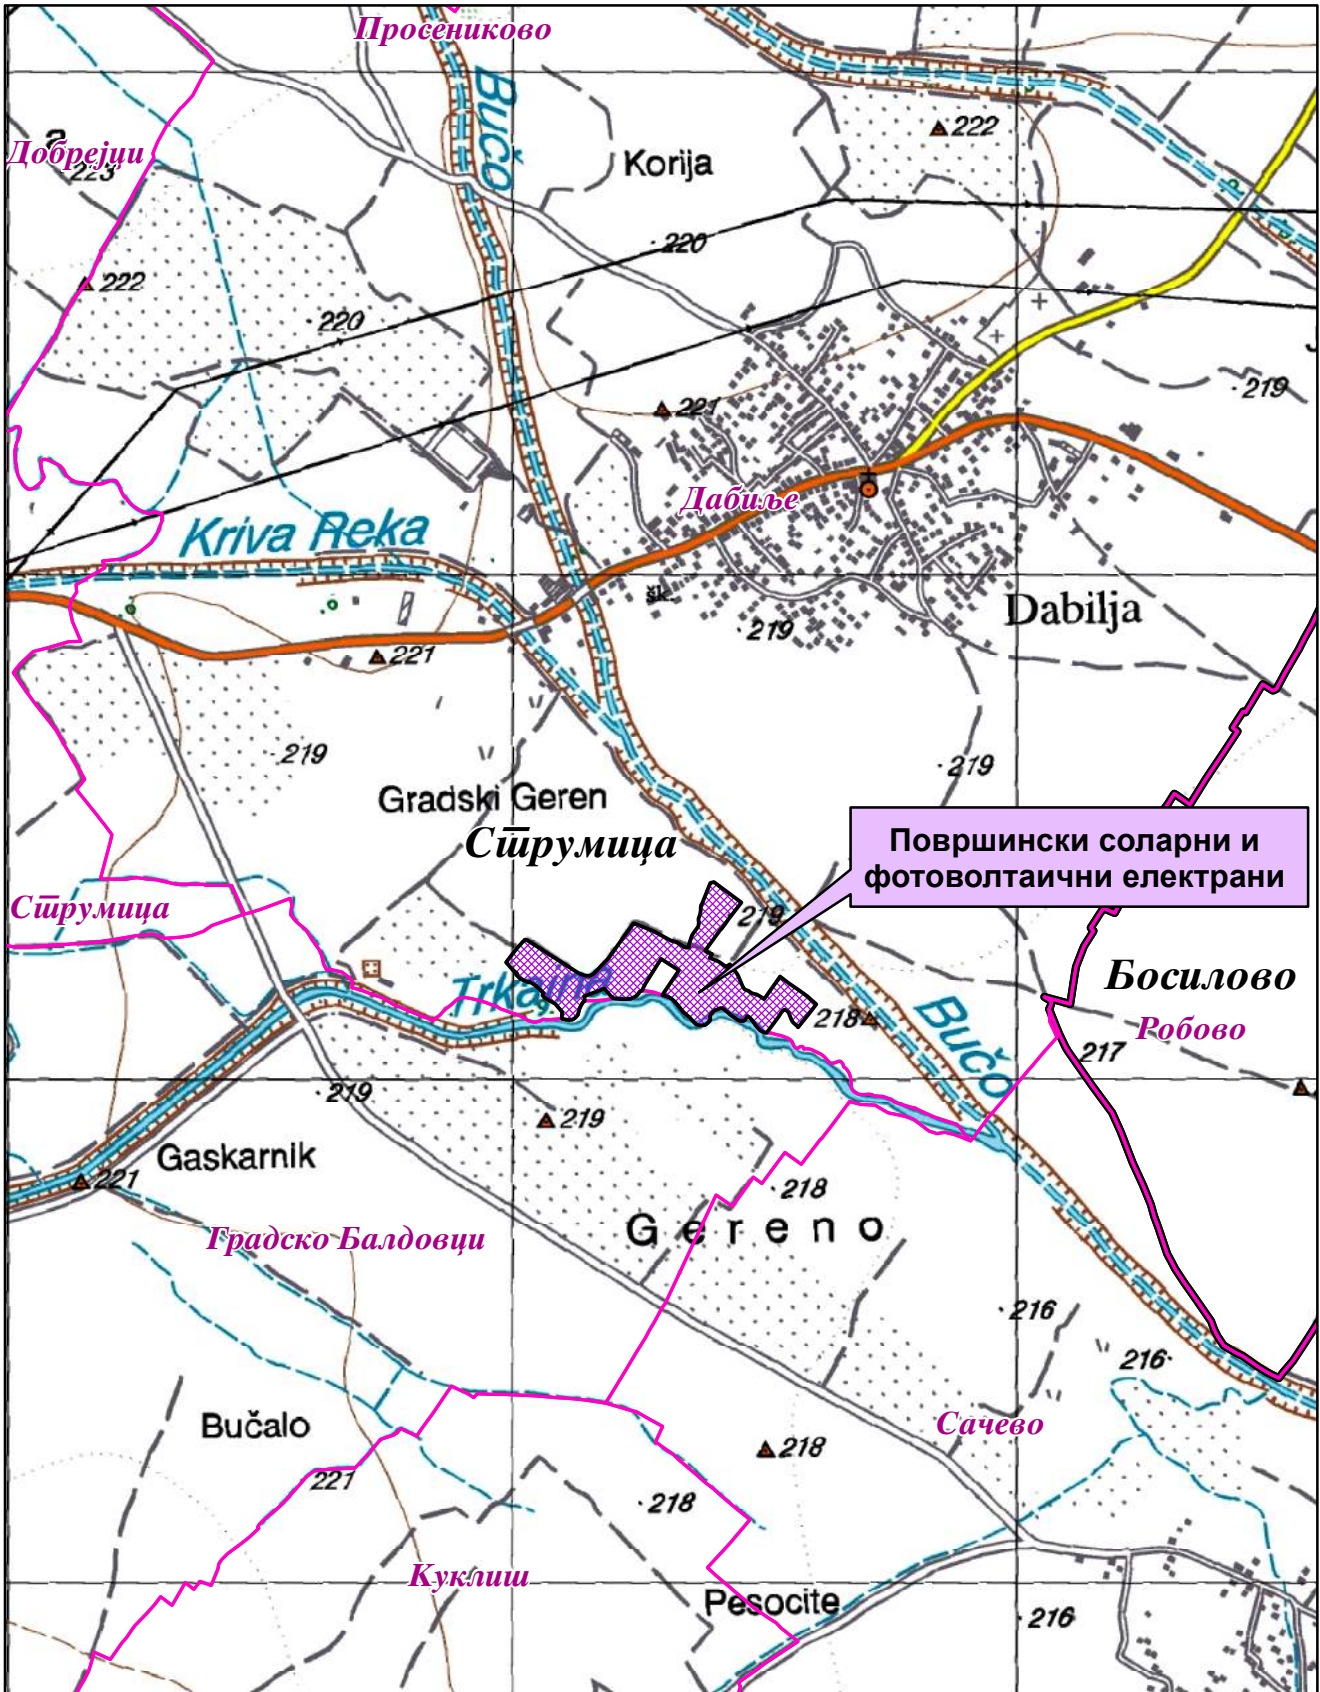 Просениково
Bučo
222
Добрејци
223
Korija
220
222
220
219
221
Дабиље
Kriva Reka
šk.
Dabilja
219
221
219
219
Gradski Geren
Струмица
Површински соларни и
фотоволтаични електрани
Струмица
219
Босилово
Trkajna
218
Bučo
Робово
217
219
219
Gaskarnik
221
218
Gereno
Градско Балдовци
216
216
Bučalo
Сачево
218
221
218
Куклиш
Pesocite
216